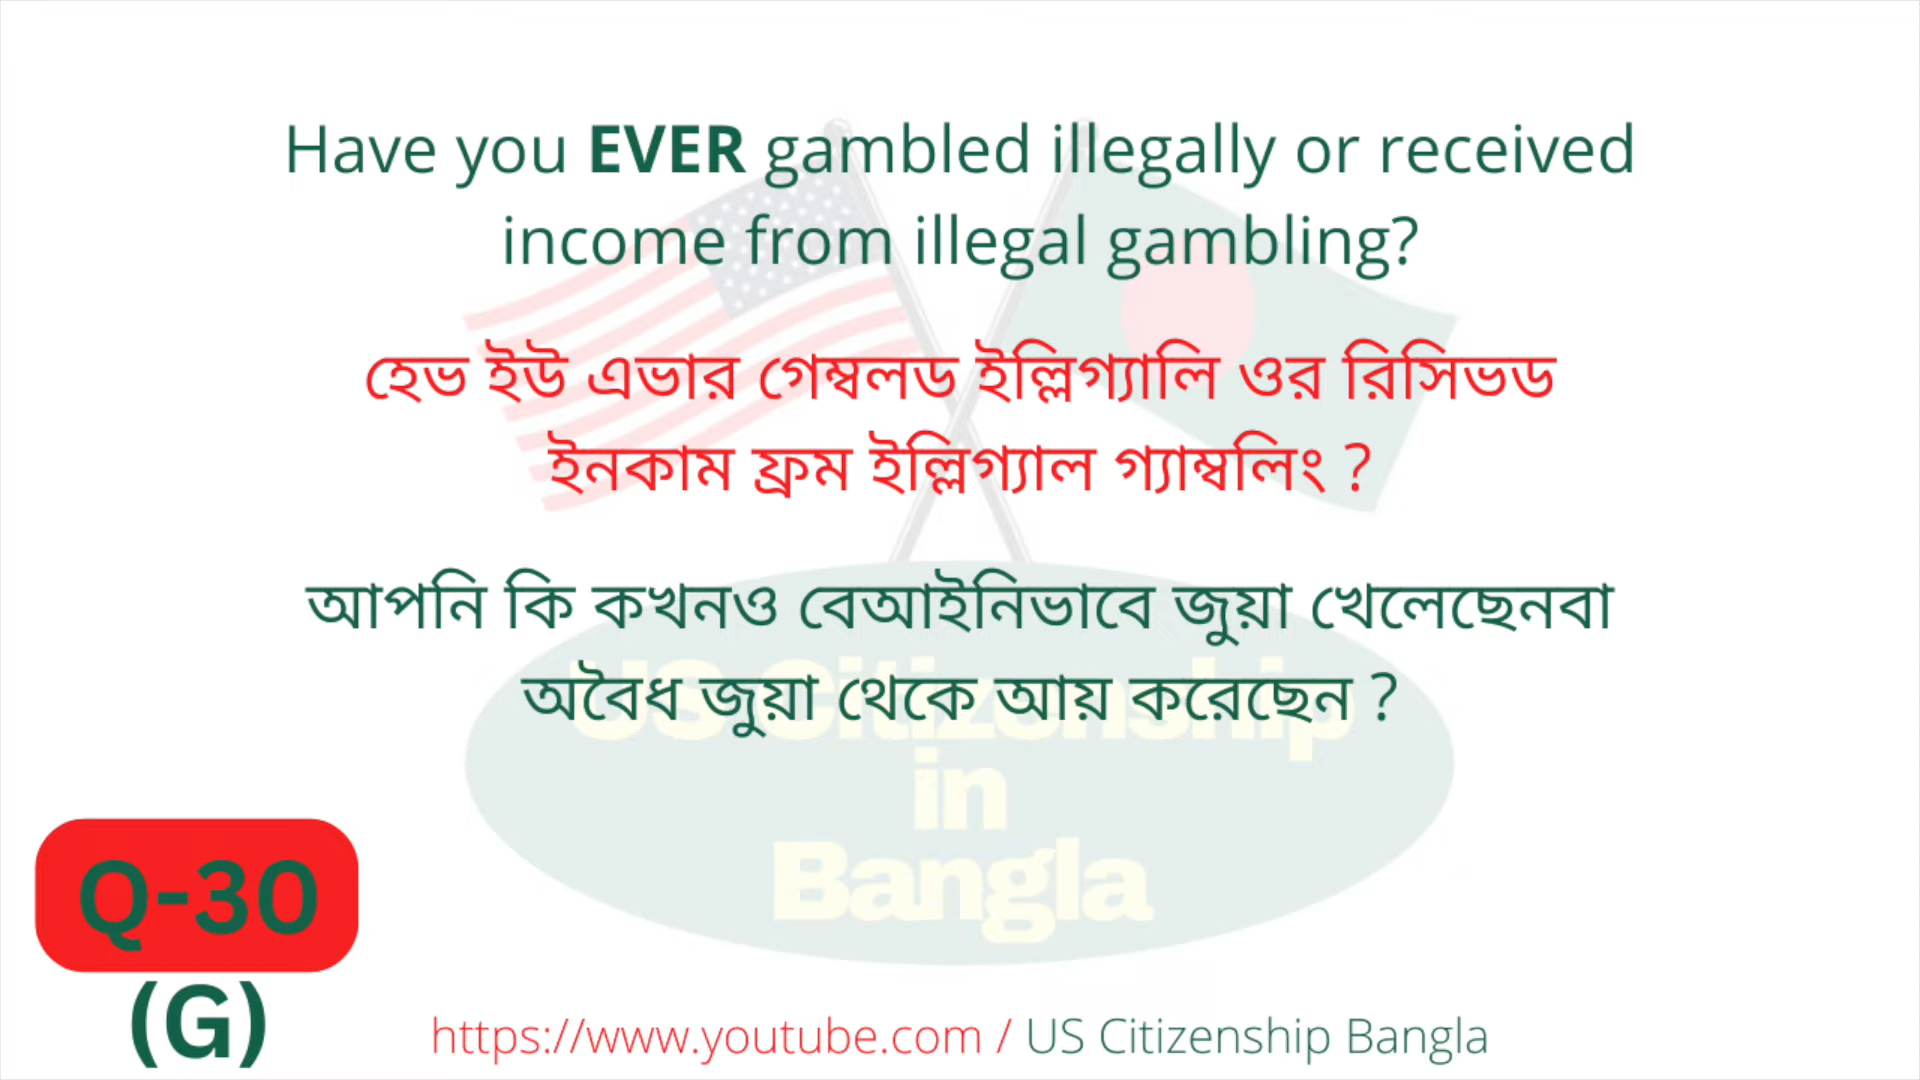 Have you EVER gambled illegally or received
income from illegal gambling?
হেভ ইউ এভার গেম্বলড ইল্লিগ্যালি ওর রিসিভড
ইনকাম ফ্রম ইল্লিগ্যাল গ্যাম্বলিং ?
আপনি কি কখনও বেআইনিভাবে জুয়া খেলেছেনবা
অবৈধ জুয়া থেকে আয় করেছেন ?
US Citizenship
in
Bangla
Q-30
(G)
https://www.youtube.com / US Citizenship Bangla